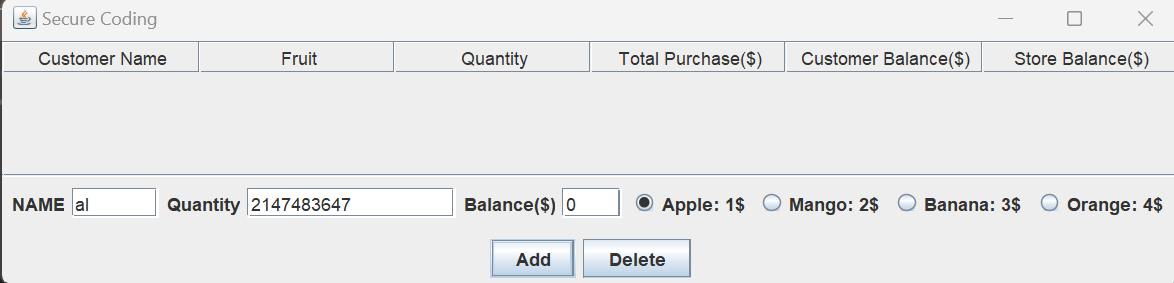 Secure Coding
Customer Name Fruit Quantity Total Purchase($) Customer Balance($) Store Balance($)
NAME al Quantity 2147483647 Balance($) 0 Apple: 1$ Mango: 2$ Banana: 3$ Orange: 4$
Add Delete